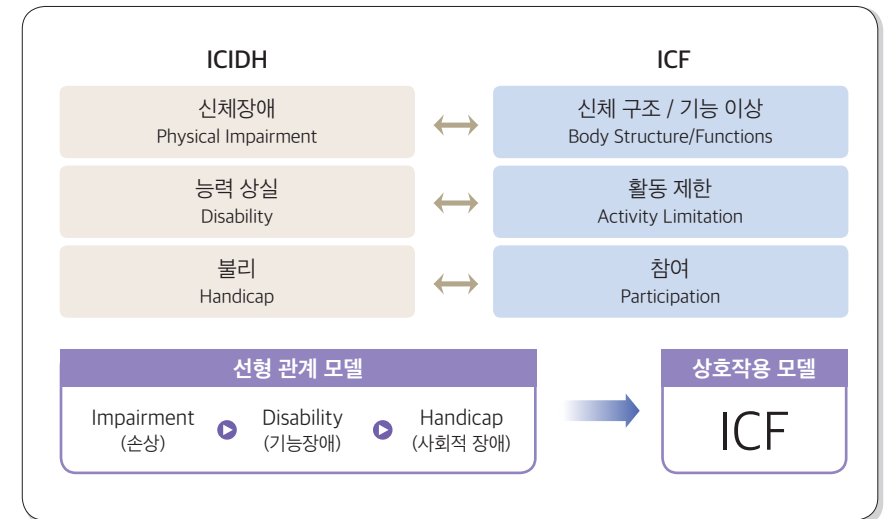 ICIDH
ICF
신체장애
Physical Impairment
신체 구조 / 기능 이상
Body Structure/Functions
능력 상실
Disability
활동 제한
Activity Limitation
불리
Handicap
참여
Participation
선형 관계 모델
Impairment
(손상)
Disability
(기능장애)
Handicap
(사회적 장애)
상호작용 모델
ICF